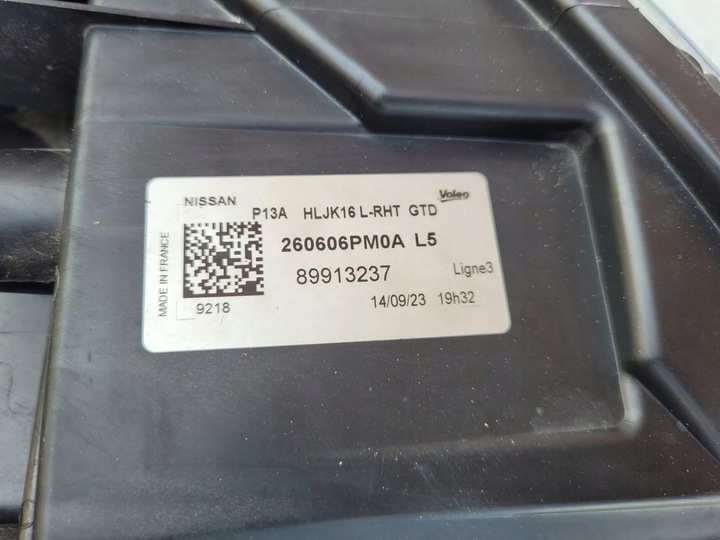 NISSAN
Valeo
P13A HLJK16 L-RHT GTD
MADE IN FRANCE
260606PM0A L5
89913237
Ligne3
9218
14/09/23 19h32